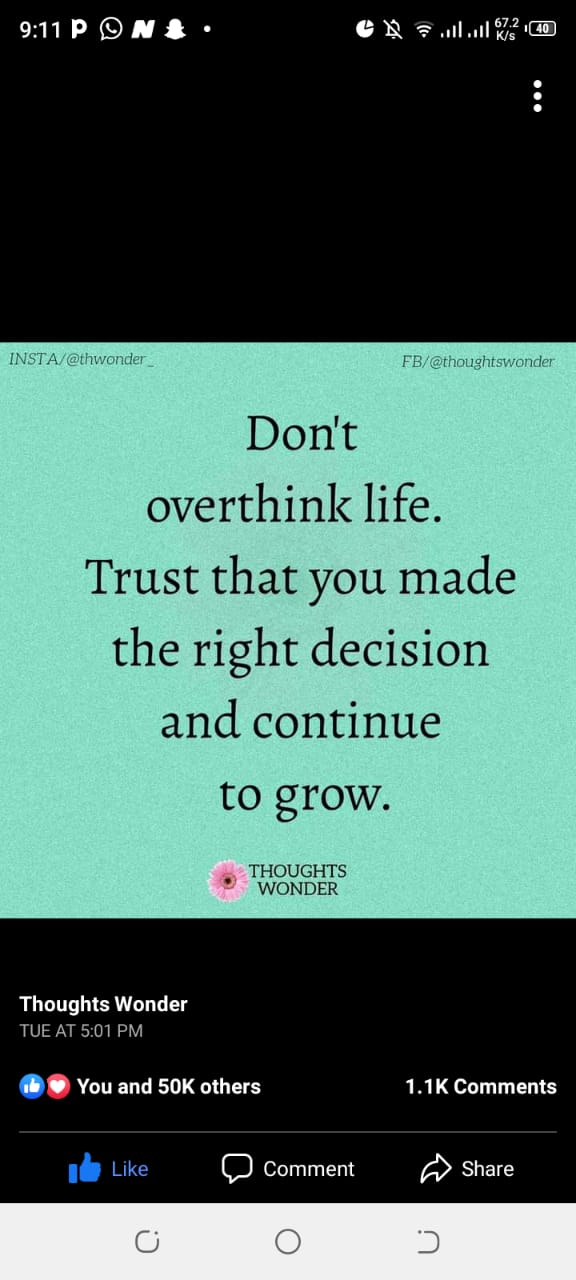 9:11
67.2
K/s
40
INSTA/@thwonder_
FB/@thoughtswonder
Don't
overthink life.
Trust that you made
the right decision
and continue
to grow.
THOUGHTS
WONDER
Thoughts Wonder
TUE AT 5:01 PM
You and 50K others
1.1K Comments
Like
Comment
Share